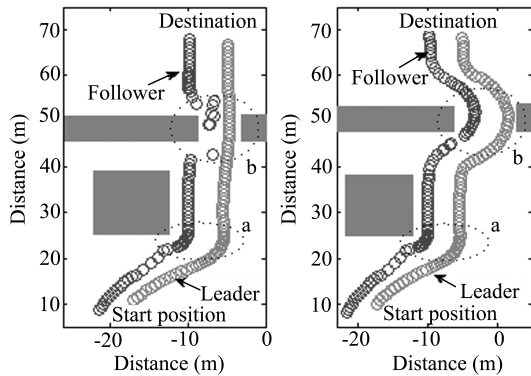 Destination
Destination
70
60
50
40
30
20
10
Distance (m)
Follower
b
a
Leader
Start position
-20
-10
0
Distance (m)
80
70
60
50
40
30
20
10
Distance (m)
Follower
b
a
Leader
Start position
-20
-10
0
Distance (m)